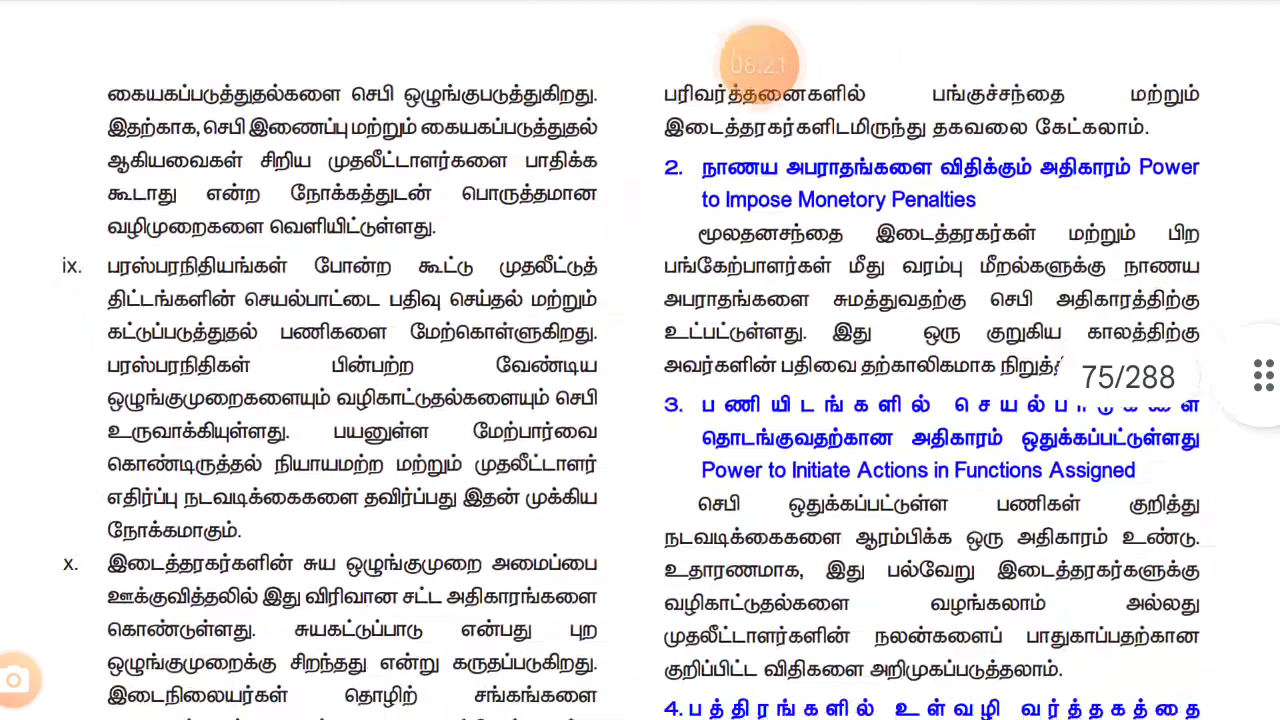 08:21
கையகப்படுத்துதல்களை செபி ஒழுங்குபடுத்துகிறது.
இதற்காக, செபி இணைப்பு மற்றும் கையகப்படுத்துதல்
ஆகியவைகள் சிறிய முதலீட்டாளர்களை பாதிக்க
கூடாது என்ற நோக்கத்துடன் பொருத்தமான
வழிமுறைகளை வெளியிட்டுள்ளது.
ix. பரஸ்பரநிதியங்கள் போன்ற கூட்டு முதலீட்டுத்
திட்டங்களின் செயல்பாட்டை பதிவு செய்தல் மற்றும்
கட்டுப்படுத்துதல் பணிகளை மேற்கொள்ளுகிறது.
பரஸ்பரநிதிகள் பின்பற்ற வேண்டிய
ஒழுங்குமுறைகளையும் வழிகாட்டுதல்களையும் செபி
உருவாக்கியுள்ளது. பயனுள்ள மேற்பார்வை
கொண்டிருத்தல் நியாயமற்ற மற்றும் முதலீட்டாளர்
எதிர்ப்பு நடவடிக்கைகளை தவிர்ப்பது இதன் முக்கிய
நோக்கமாகும்.
x. இடைத்தரகர்களின் சுய ஒழுங்குமுறை அமைப்பை
ஊக்குவித்தலில் இது விரிவான சட்ட அதிகாரங்களை
கொண்டுள்ளது. சுயகட்டுப்பாடு என்பது புற
ஒழுங்குமுறைக்கு சிறந்தது என்று கருதப்படுகிறது.
இடைநிலையர்கள் தொழிற் சங்கங்களை
பரிவர்த்தனைகளில் பங்குச்சந்தை மற்றும்
இடைத்தரகர்களிடமிருந்து தகவலை கேட்கலாம்.
2. நாணய அபராதங்களை விதிக்கும் அதிகாரம் Power
to Impose Monetory Penalties
மூலதனசந்தை இடைத்தரகர்கள் மற்றும் பிற
பங்கேற்பாளர்கள் மீது வரம்பு மீறல்களுக்கு நாணய
அபராதங்களை சுமத்துவதற்கு செபி அதிகாரத்திற்கு
உட்பட்டுள்ளது. இது ஒரு குறுகிய காலத்திற்கு
அவர்களின் பதிவை தற்காலிகமாக
75/288
3. பணியிடங்களில் செயல்பாடுகளை
தொடங்குவதற்கான அதிகாரம் ஒதுக்கப்பட்டுள்ளது
Power to Initiate Actions in Functions Assigned
செபி ஒதுக்கப்பட்டுள்ள பணிகள் குறித்து
நடவடிக்கைகளை ஆரம்பிக்க ஒரு அதிகாரம் உண்டு.
உதாரணமாக, இது பல்வேறு இடைத்தரகர்களுக்கு
வழிகாட்டுதல்களை வழங்கலாம் அல்லது
முதலீட்டாளர்களின் நலன்களைப் பாதுகாப்பதற்கான
குறிப்பிட்ட விதிகளை அறிமுகப்படுத்தலாம்.
4. பத்திரங்களில் உள்வழி வர்த்தகத்தை